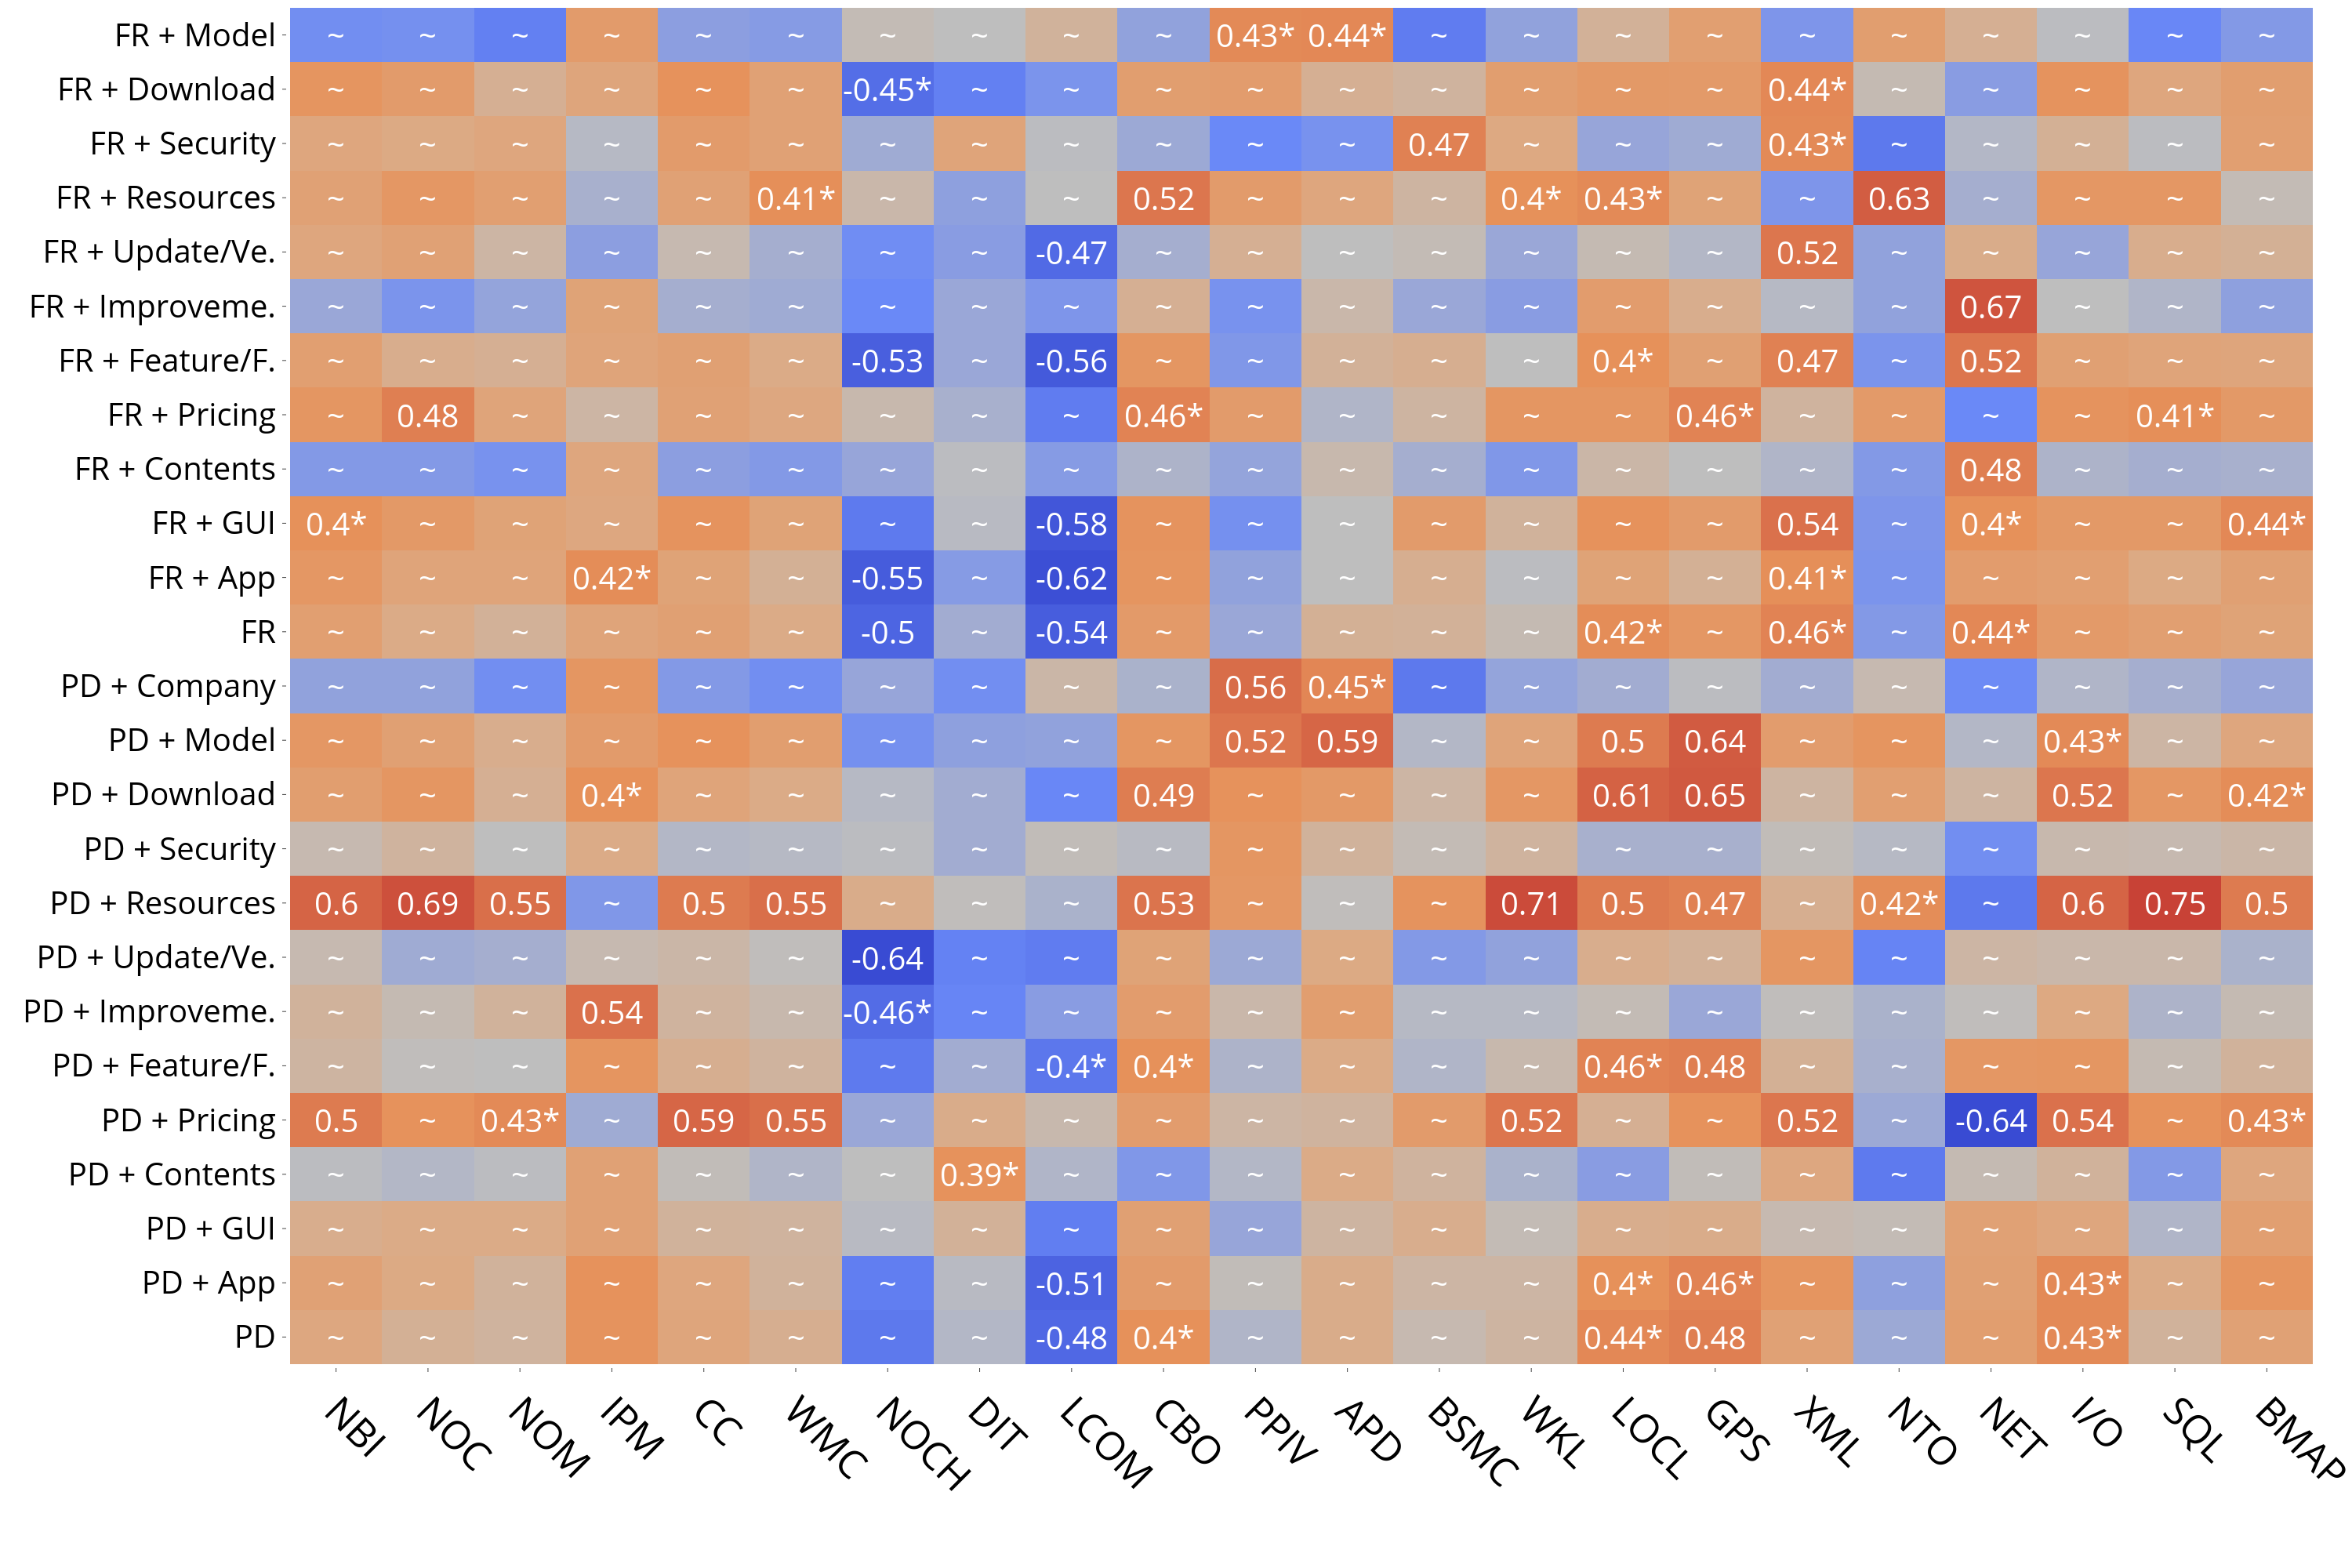 FR + Model ~ ~ ~ ~ ~ ~ ~ ~ ~ ~ 0.43* 0.44* ~ ~ ~ ~ ~ ~ ~ ~ ~ ~
FR + Download ~ ~ ~ ~ ~ ~ -0.45* ~ ~ ~ ~ ~ ~ ~ ~ ~ 0.44* ~ ~ ~ ~ ~
FR + Security ~ ~ ~ ~ ~ ~ ~ ~ ~ ~ ~ ~ 0.47 ~ ~ ~ 0.43* ~ ~ ~ ~ ~
FR + Resources ~ ~ ~ ~ ~ 0.41* ~ ~ ~ 0.52 ~ ~ ~ 0.4* 0.43* ~ ~ 0.63 ~ ~ ~ ~
FR + Update/Ve. ~ ~ ~ ~ ~ ~ ~ ~ -0.47 ~ ~ ~ ~ ~ ~ ~ 0.52 ~ ~ ~ ~ ~
FR + Improveme. ~ ~ ~ ~ ~ ~ ~ ~ ~ ~ ~ ~ ~ ~ ~ ~ ~ ~ 0.67 ~ ~ ~
FR + Feature/F. ~ ~ ~ ~ ~ ~ -0.53 ~ -0.56 ~ ~ ~ ~ ~ 0.4* ~ 0.47 ~ 0.52 ~ ~ ~
FR + Pricing ~ 0.48 ~ ~ ~ ~ ~ ~ ~ 0.46* ~ ~ ~ ~ ~ 0.46* ~ ~ ~ ~ 0.41* ~
FR + Contents ~ ~ ~ ~ ~ ~ ~ ~ ~ ~ ~ ~ ~ ~ ~ ~ ~ ~ 0.48 ~ ~ ~
FR + GUI 0.4* ~ ~ ~ ~ ~ ~ ~ -0.58 ~ ~ ~ ~ ~ ~ ~ 0.54 ~ 0.4* ~ ~ 0.44*
FR + App ~ ~ ~ 0.42* ~ ~ -0.55 ~ -0.62 ~ ~ ~ ~ ~ ~ ~ 0.41* ~ ~ ~ ~ ~
FR ~ ~ ~ ~ ~ ~ -0.5 ~ -0.54 ~ ~ ~ ~ ~ 0.42* ~ 0.46* ~ 0.44* ~ ~ ~
PD + Company ~ ~ ~ ~ ~ ~ ~ ~ ~ ~ 0.56 0.45* ~ ~ ~ ~ ~ ~ ~ ~ ~ ~
PD + Model ~ ~ ~ ~ ~ ~ ~ ~ ~ ~ 0.52 0.59 ~ ~ 0.5 0.64 ~ ~ ~ 0.43* ~ ~
PD + Download ~ ~ ~ 0.4* ~ ~ ~ ~ ~ 0.49 ~ ~ ~ ~ 0.61 0.65 ~ ~ ~ 0.52 ~ 0.42*
PD + Security ~ ~ ~ ~ ~ ~ ~ ~ ~ ~ ~ ~ ~ ~ ~ ~ ~ ~ ~ ~ ~ ~
PD + Resources 0.6 0.69 0.55 ~ 0.5 0.55 ~ ~ ~ 0.53 ~ ~ ~ 0.71 0.5 0.47 ~ 0.42* ~ 0.6 0.75 0.5
PD + Update/Ve. ~ ~ ~ ~ ~ ~ -0.64 ~ ~ ~ ~ ~ ~ ~ ~ ~ ~ ~ ~ ~ ~ ~
PD + Improveme. ~ ~ ~ 0.54 ~ ~ -0.46* ~ ~ ~ ~ ~ ~ ~ ~ ~ ~ ~ ~ ~ ~ ~
PD + Feature/F. ~ ~ ~ ~ ~ ~ ~ ~ -0.4* 0.4* ~ ~ ~ ~ 0.46* 0.48 ~ ~ ~ ~ ~ ~
PD + Pricing 0.5 ~ 0.43* ~ 0.59 0.55 ~ ~ ~ ~ ~ ~ ~ 0.52 ~ ~ 0.52 ~ -0.64 0.54 ~ 0.43*
PD + Contents ~ ~ ~ ~ ~ ~ ~ 0.39* ~ ~ ~ ~ ~ ~ ~ ~ ~ ~ ~ ~ ~ ~
PD + GUI ~ ~ ~ ~ ~ ~ ~ ~ ~ ~ ~ ~ ~ ~ ~ ~ ~ ~ ~ ~ ~ ~
PD + App ~ ~ ~ ~ ~ ~ ~ ~ -0.51 ~ ~ ~ ~ ~ 0.4* 0.46* ~ ~ ~ 0.43* ~ ~
PD ~ ~ ~ ~ ~ ~ ~ ~ -0.48 0.4* ~ ~ ~ ~ 0.44* 0.48 ~ ~ ~ 0.43* ~ ~
NBI NOC NOM IPM CC WMC NOCH DIT LCOM CBO PPIV APD BSMC WKL LOCL GPS XML NTO NET I/O SQL BMAP